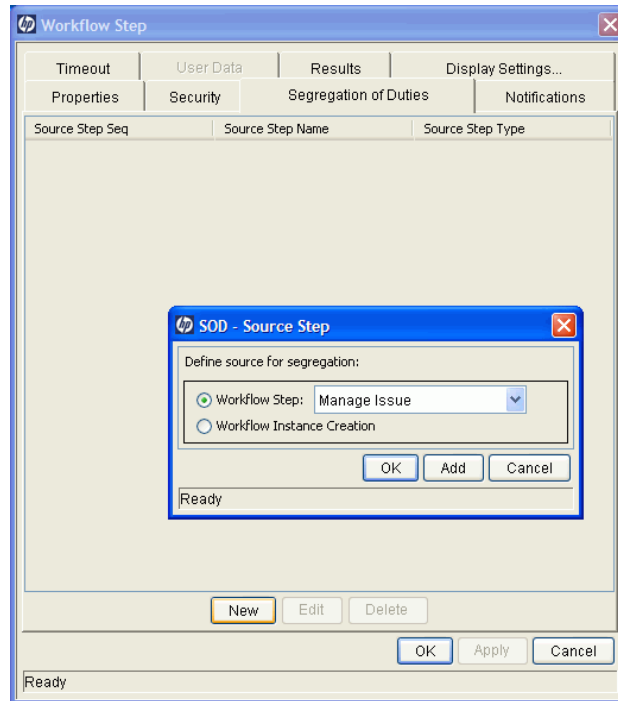 hp Workflow Step
Timeout User Data Results Display Settings...
Properties Security Segregation of Duties Notifications
Source Step Seq Source Step Name Source Step Type
hp SOD - Source Step
Define source for segregation:
Workflow Step: Manage Issue
Workflow Instance Creation
OK Add Cancel
Ready
New Edit Delete
OK Apply Cancel
Ready